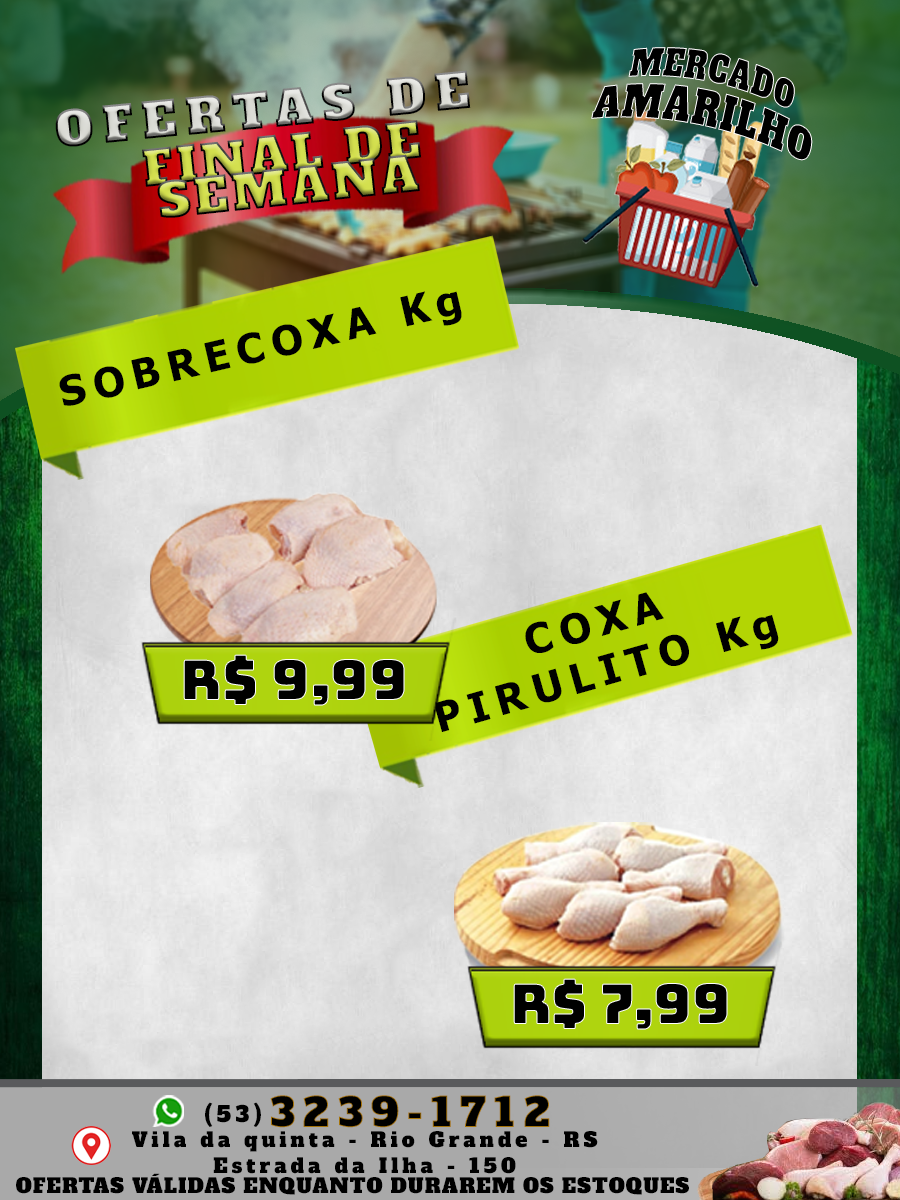 OFERTAS DE
FINAL DE
SEMANA
MERCADO
AMARILHO
SOBRECOXA Kg
R$ 9,99
COXA
PIRULITO Kg
R$ 7,99
(53) 3239-1712
Vila da quinta - Rio Grande - RS
Estrada da Ilha - 150
OFERTAS VÁLIDAS ENQUANTO DURAREM OS ESTOQUES